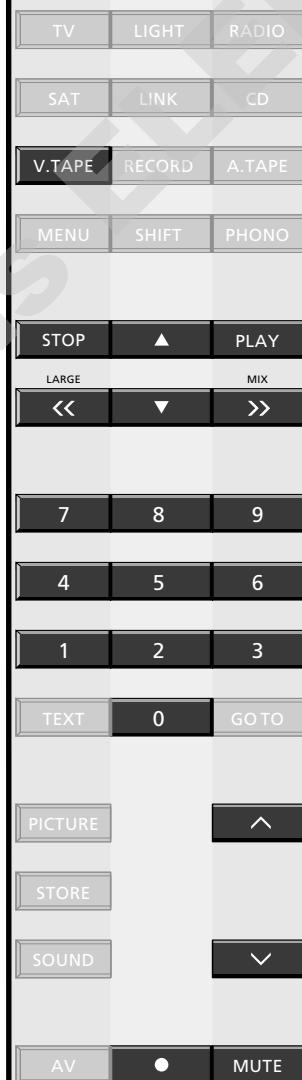 TV LIGHT RADIO
SAT LINK CD
V.TAPE RECORD A.TAPE
MENU SHIFT PHONO
STOP ▲ PLAY
LARGE MIX
<< ▼ >>
7 8 9
4 5 6
1 2 3
TEXT 0 GO TO
PICTURE ∧
STORE
SOUND ∨
AV ● MUTE